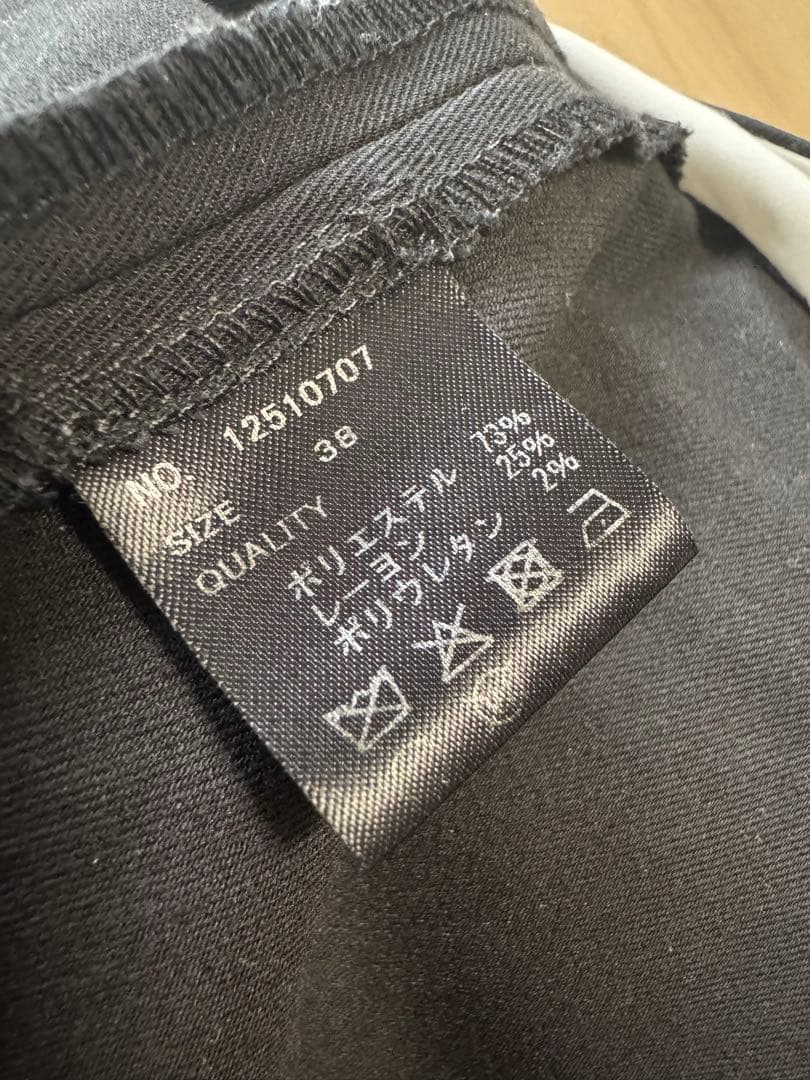 NO. 12510707
SIZE 38
QUALITY
ポリエステル 73%
レーヨン 25%
ポリウレタン 2%